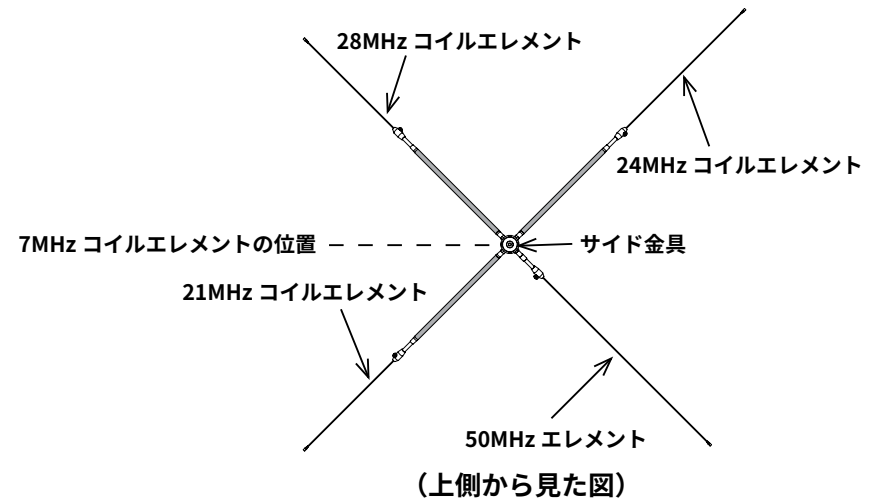 28MHz コイルエレメント
24MHz コイルエレメント
7MHz コイルエレメントの位置
サイド金具
21MHz コイルエレメント
50MHz エレメント
（上側から見た図）